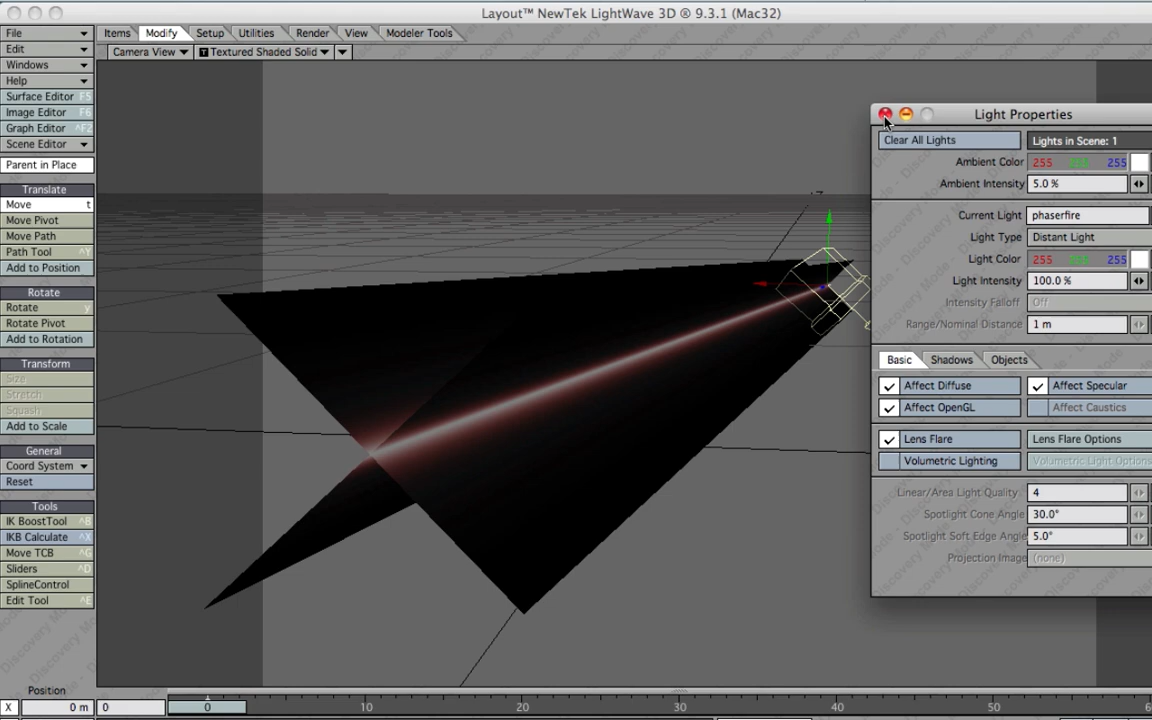 Layout™ NewTek LightWave 3D ® 9.3.1 (Mac32)
File
Items Modify Setup Utilities Render View Modeler Tools
Edit
Camera View Textured Shaded Solid
Windows
Help
Surface Editor F5
Image Editor F6
Graph Editor ^F2
Scene Editor
Parent in Place
Translate
Move t
Move Pivot
Move Path
Path Tool ^Y
Add to Position
Rotate
Rotate y
Rotate Pivot
Add to Rotation
Transform
Size
Stretch
Squash
Add to Scale
General
Coord System
Reset
Tools
IK BoostTool ^B
IKB Calculate ^X
Move TCB ^G
Sliders ^D
SplineControl
Edit Tool ^E
Position
X 0 m
Light Properties
Clear All Lights Lights in Scene: 1
Ambient Color 255 255 255
Ambient Intensity 5.0 %
Current Light phaserfire
Light Type Distant Light
Light Color 255 255 255
Light Intensity 100.0 %
Intensity Falloff Off
Range/Nominal Distance 1 m
Basic Shadows Objects
Affect Diffuse Affect Specular
Affect OpenGL Affect Caustics
Lens Flare Lens Flare Options
Volumetric Lighting Volumetric Light Options
Linear/Area Light Quality 4
Spotlight Cone Angle 30.0°
Spotlight Soft Edge Angle 5.0°
Projection Image (none)
0 0 10 20 30 40 50
Discovery Mode